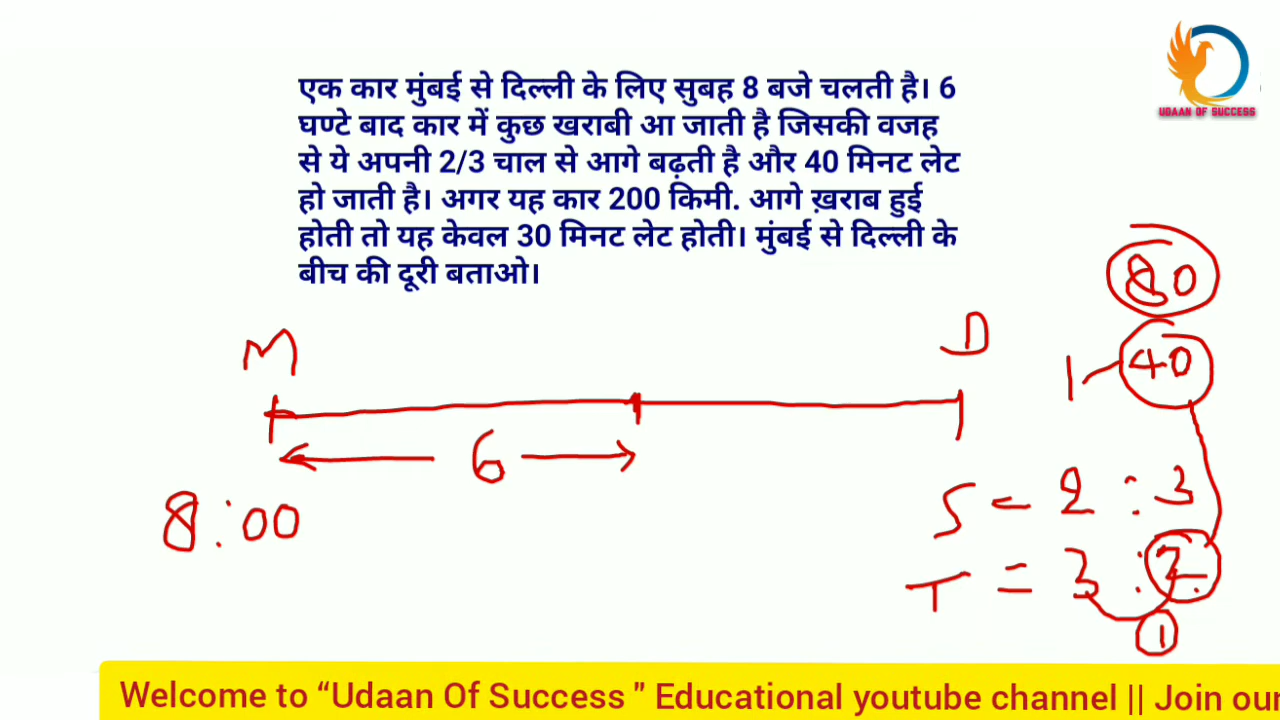 UDAAN OF SUCCESS
एक कार मुंबई से दिल्ली के लिए सुबह 8 बजे चलती है। 6
घण्टे बाद कार में कुछ खराबी आ जाती है जिसकी वजह
से ये अपनी 2/3 चाल से आगे बढ़ती है और 40 मिनट लेट
हो जाती है। अगर यह कार 200 किमी. आगे ख़राब हुई
होती तो यह केवल 30 मिनट लेट होती। मुंबई से दिल्ली के
बीच की दूरी बताओ।
80
M D
1 - 40
6
8:00
S = 2 : 3
T = 3 : 2
1
Welcome to “Udaan Of Success " Educational youtube channel || Join our